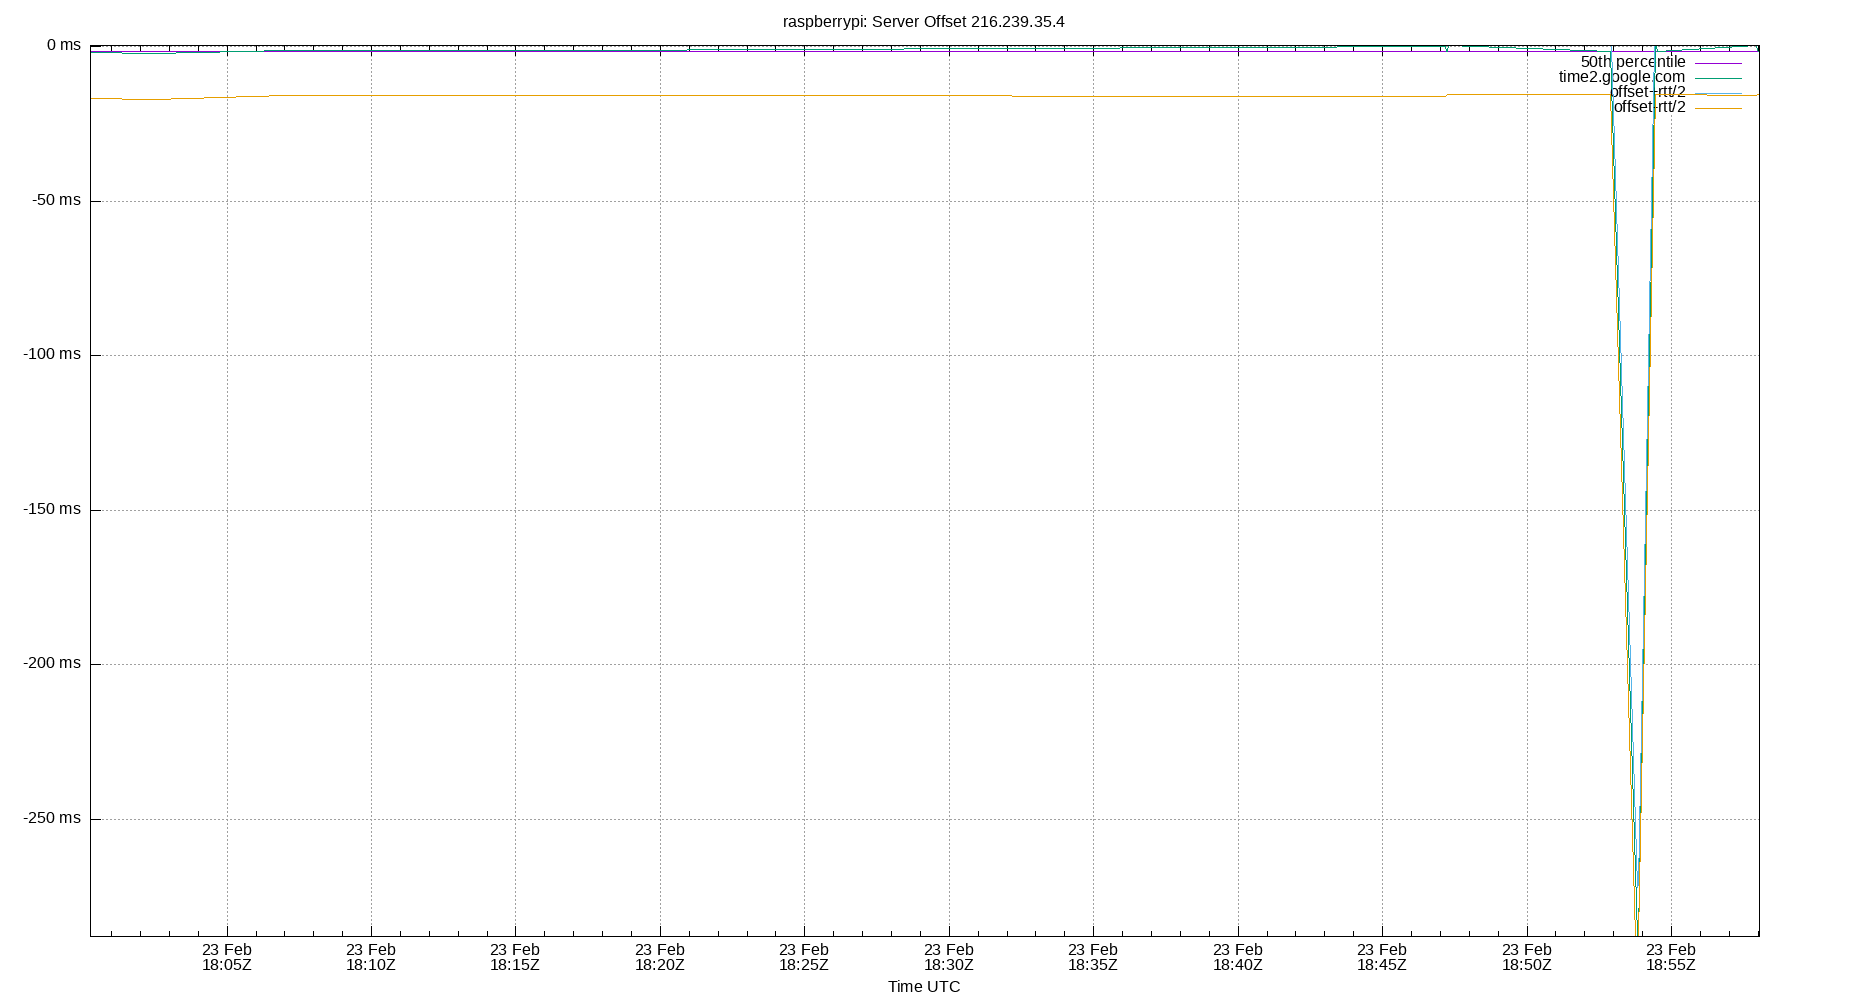 raspberrypi: Server Offset 216.239.35.4
0 ms
50th percentile
time2.google.com
offset-rtt/2
offset-rtt/2
-50 ms
-100 ms
-150 ms
-200 ms
-250 ms
23 Feb 23 Feb 23 Feb 23 Feb 23 Feb 23 Feb 23 Feb 23 Feb 23 Feb 23 Feb 23 Feb
18:05Z 18:10Z 18:15Z 18:20Z 18:25Z 18:30Z 18:35Z 18:40Z 18:45Z 18:50Z 18:55Z
Time UTC